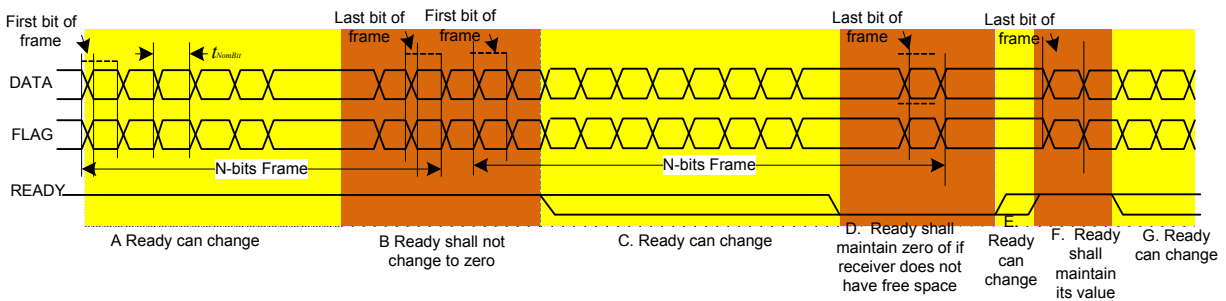 First bit of
frame
t NomBit
Last bit of
frame
First bit of
frame
Last bit of
frame
Last bit of
frame
DATA
FLAG
N-bits Frame
N-bits Frame
READY
A Ready can change
B Ready shall not
change to zero
C. Ready can change
D. Ready shall
maintain zero of if
receiver does not
have free space
E.
Ready
can
change
F. Ready
shall
maintain
its value
G. Ready
can change